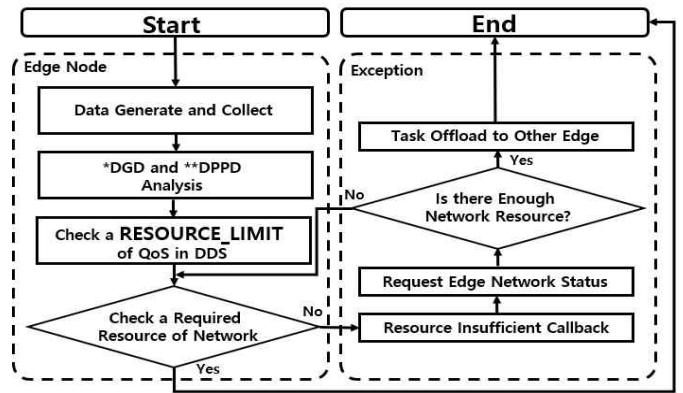 Start
End
Edge Node
Data Generate and Collect
*DGD and **DPPD
Analysis
Check a RESOURCE_LIMIT
of QoS in DDS
Check a Required
Resource of Network
No
Yes
Exception
Task Offload to Other Edge
Yes
No
Is there Enough
Network Resource?
Request Edge Network Status
Resource Insufficient Callback